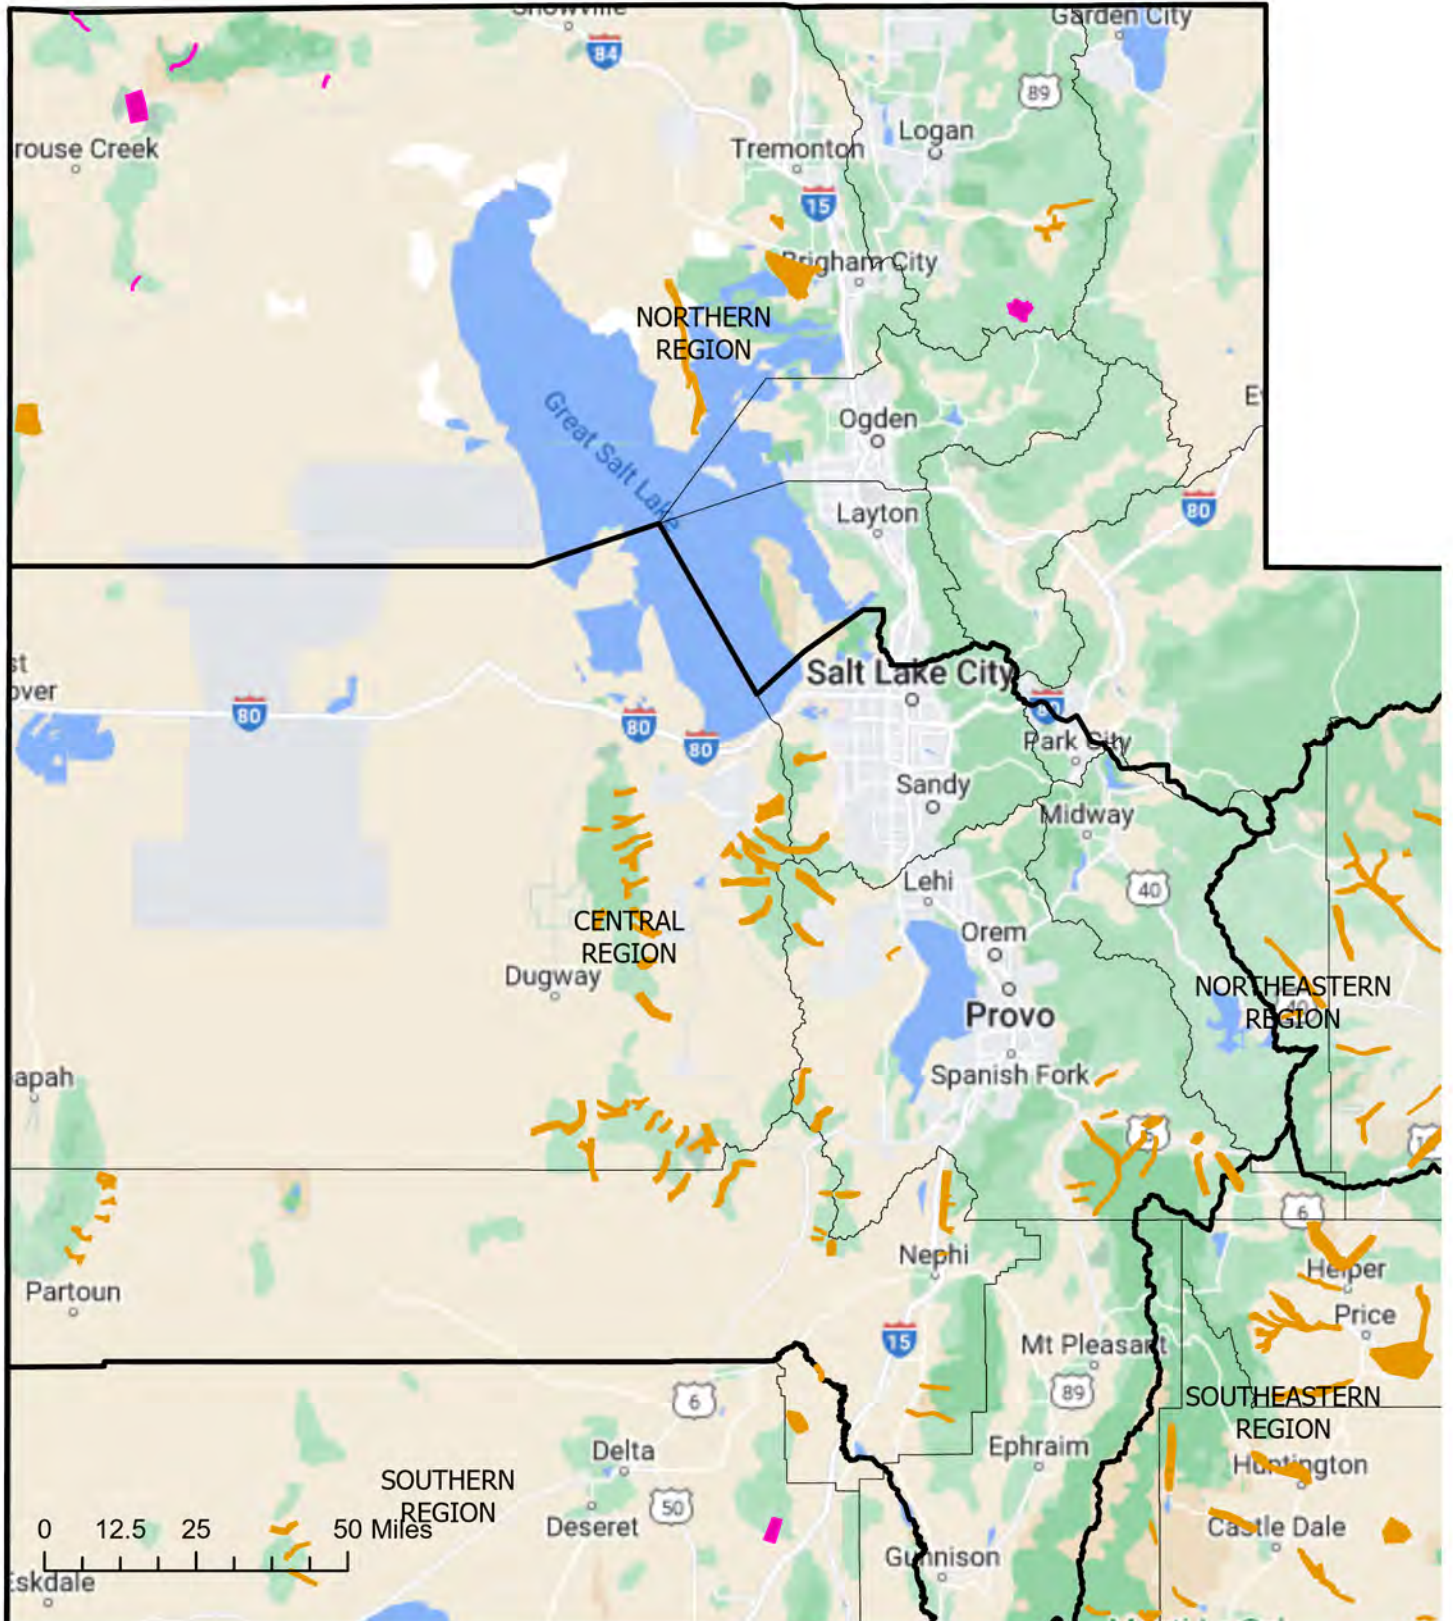 Snowville
Garden City
84
89
rouse Creek
Tremonton
Logan
15
Brigham City
NORTHERN
REGION
Great Salt Lake
Ogden
Layton
80
st
over
Salt Lake City
80
80
80
80
Park City
Sandy
Midway
Lehi
40
CENTRAL
REGION
Orem
Dugway
NORTHEASTERN
REGION
40
Provo
apah
Spanish Fork
6
Partoun
Nephi
Helper
Price
15
Mt Pleasant
6
89
SOUTHEASTERN
REGION
Delta
Ephraim
Huntington
SOUTHERN
REGION
50
Deseret
Castle Dale
0 12.5 25 50 Miles
Gunnison
Eskdale